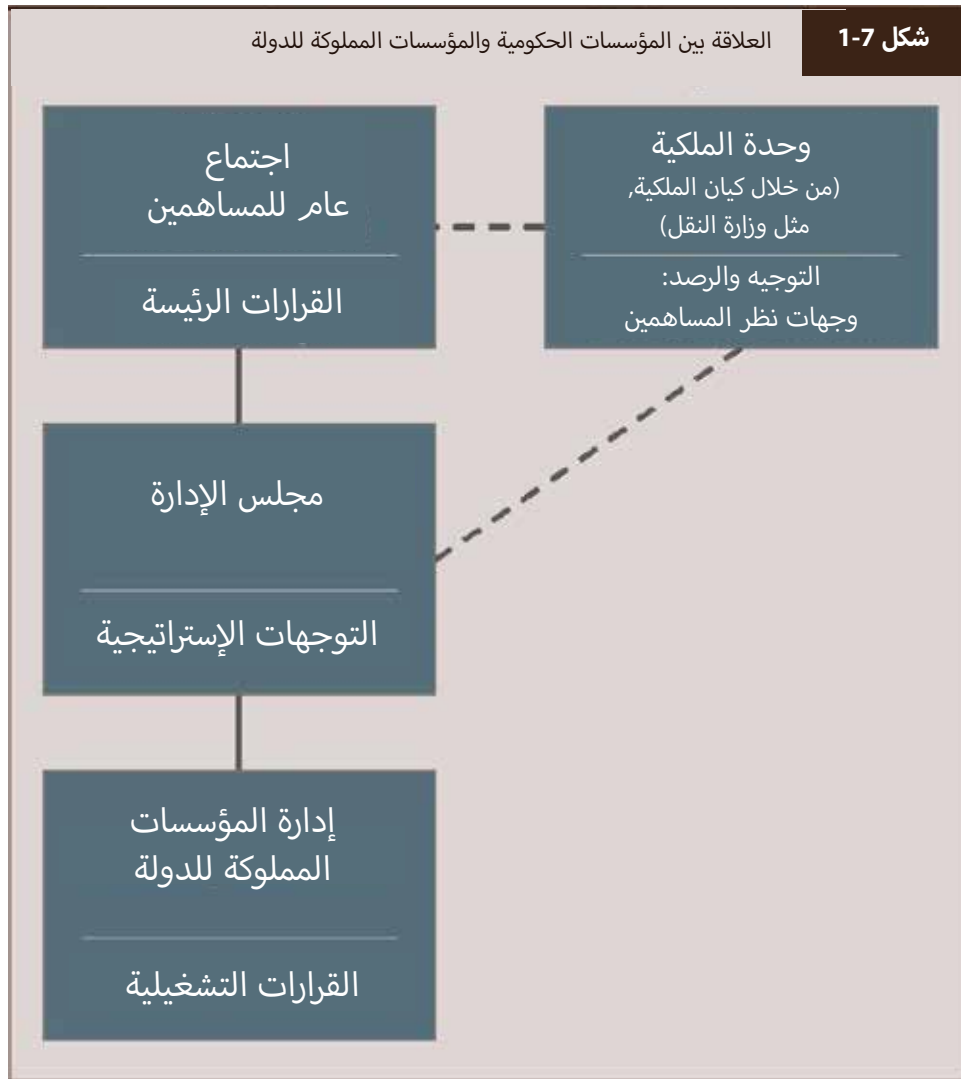 شكل 7-1
العلاقة بين المؤسسات الحكومية والمؤسسات المملوكة للدولة
وحدة الملكية
(من خلال كيان الملكية,
مثل وزارة النقل)
التوجيه والرصد:
وجهات نظر المساهمين
اجتماع
عام للمساهمين
القرارات الرئيسة
مجلس الإدارة
التوجهات الإستراتيجية
إدارة المؤسسات
المملوكة للدولة
القرارات التشغيلية